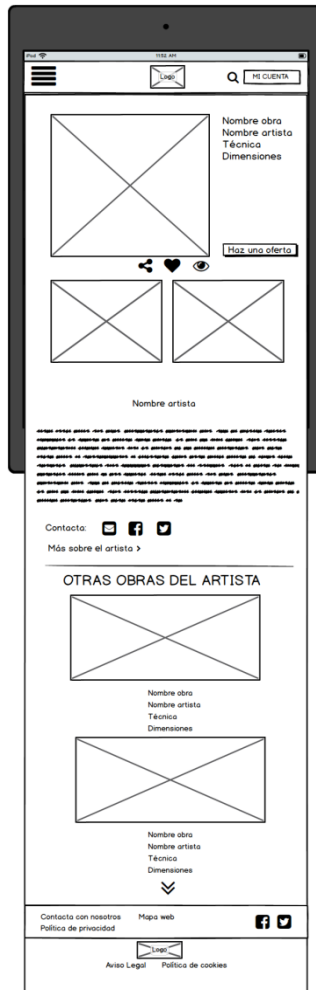 iPod
11:52 AM
Logo
MI CUENTA
Nombre obra
Nombre artista
Técnica
Dimensiones
Haz una oferta
Nombre artista
Contacta:
Más sobre el artista >
OTRAS OBRAS DEL ARTISTA
Nombre obra
Nombre artista
Técnica
Dimensiones
Nombre obra
Nombre artista
Técnica
Dimensiones
Contacta con nosotros Mapa web
Política de privacidad
Logo
Aviso Legal Política de cookies